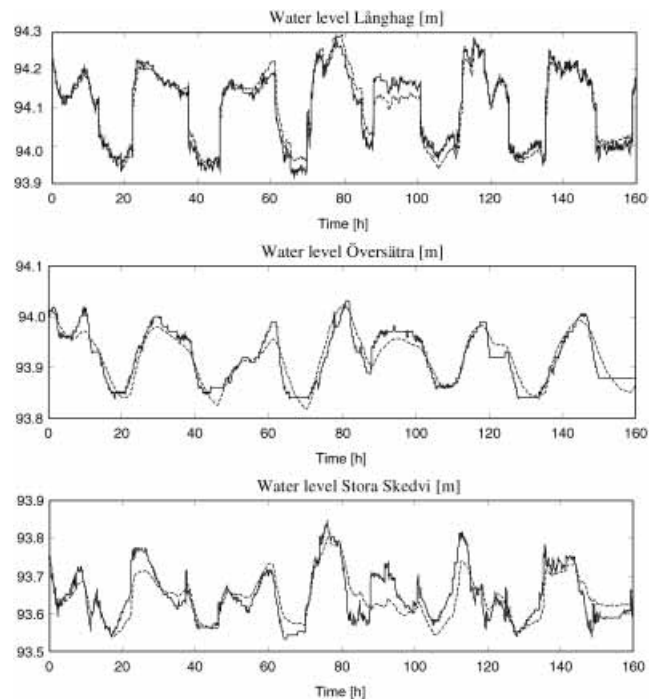 Water level Långhag [m]
94.3
94.2
94.1
94.0
93.9
0 20 40 60 80 100 120 140 160
Time [h]
Water level Översätra [m]
94.1
94.0
93.9
93.8
0 20 40 60 80 100 120 140 160
Time [h]
Water level Stora Skedvi [m]
93.9
93.8
93.7
93.6
93.5
0 20 40 60 80 100 120 140 160
Time [h]